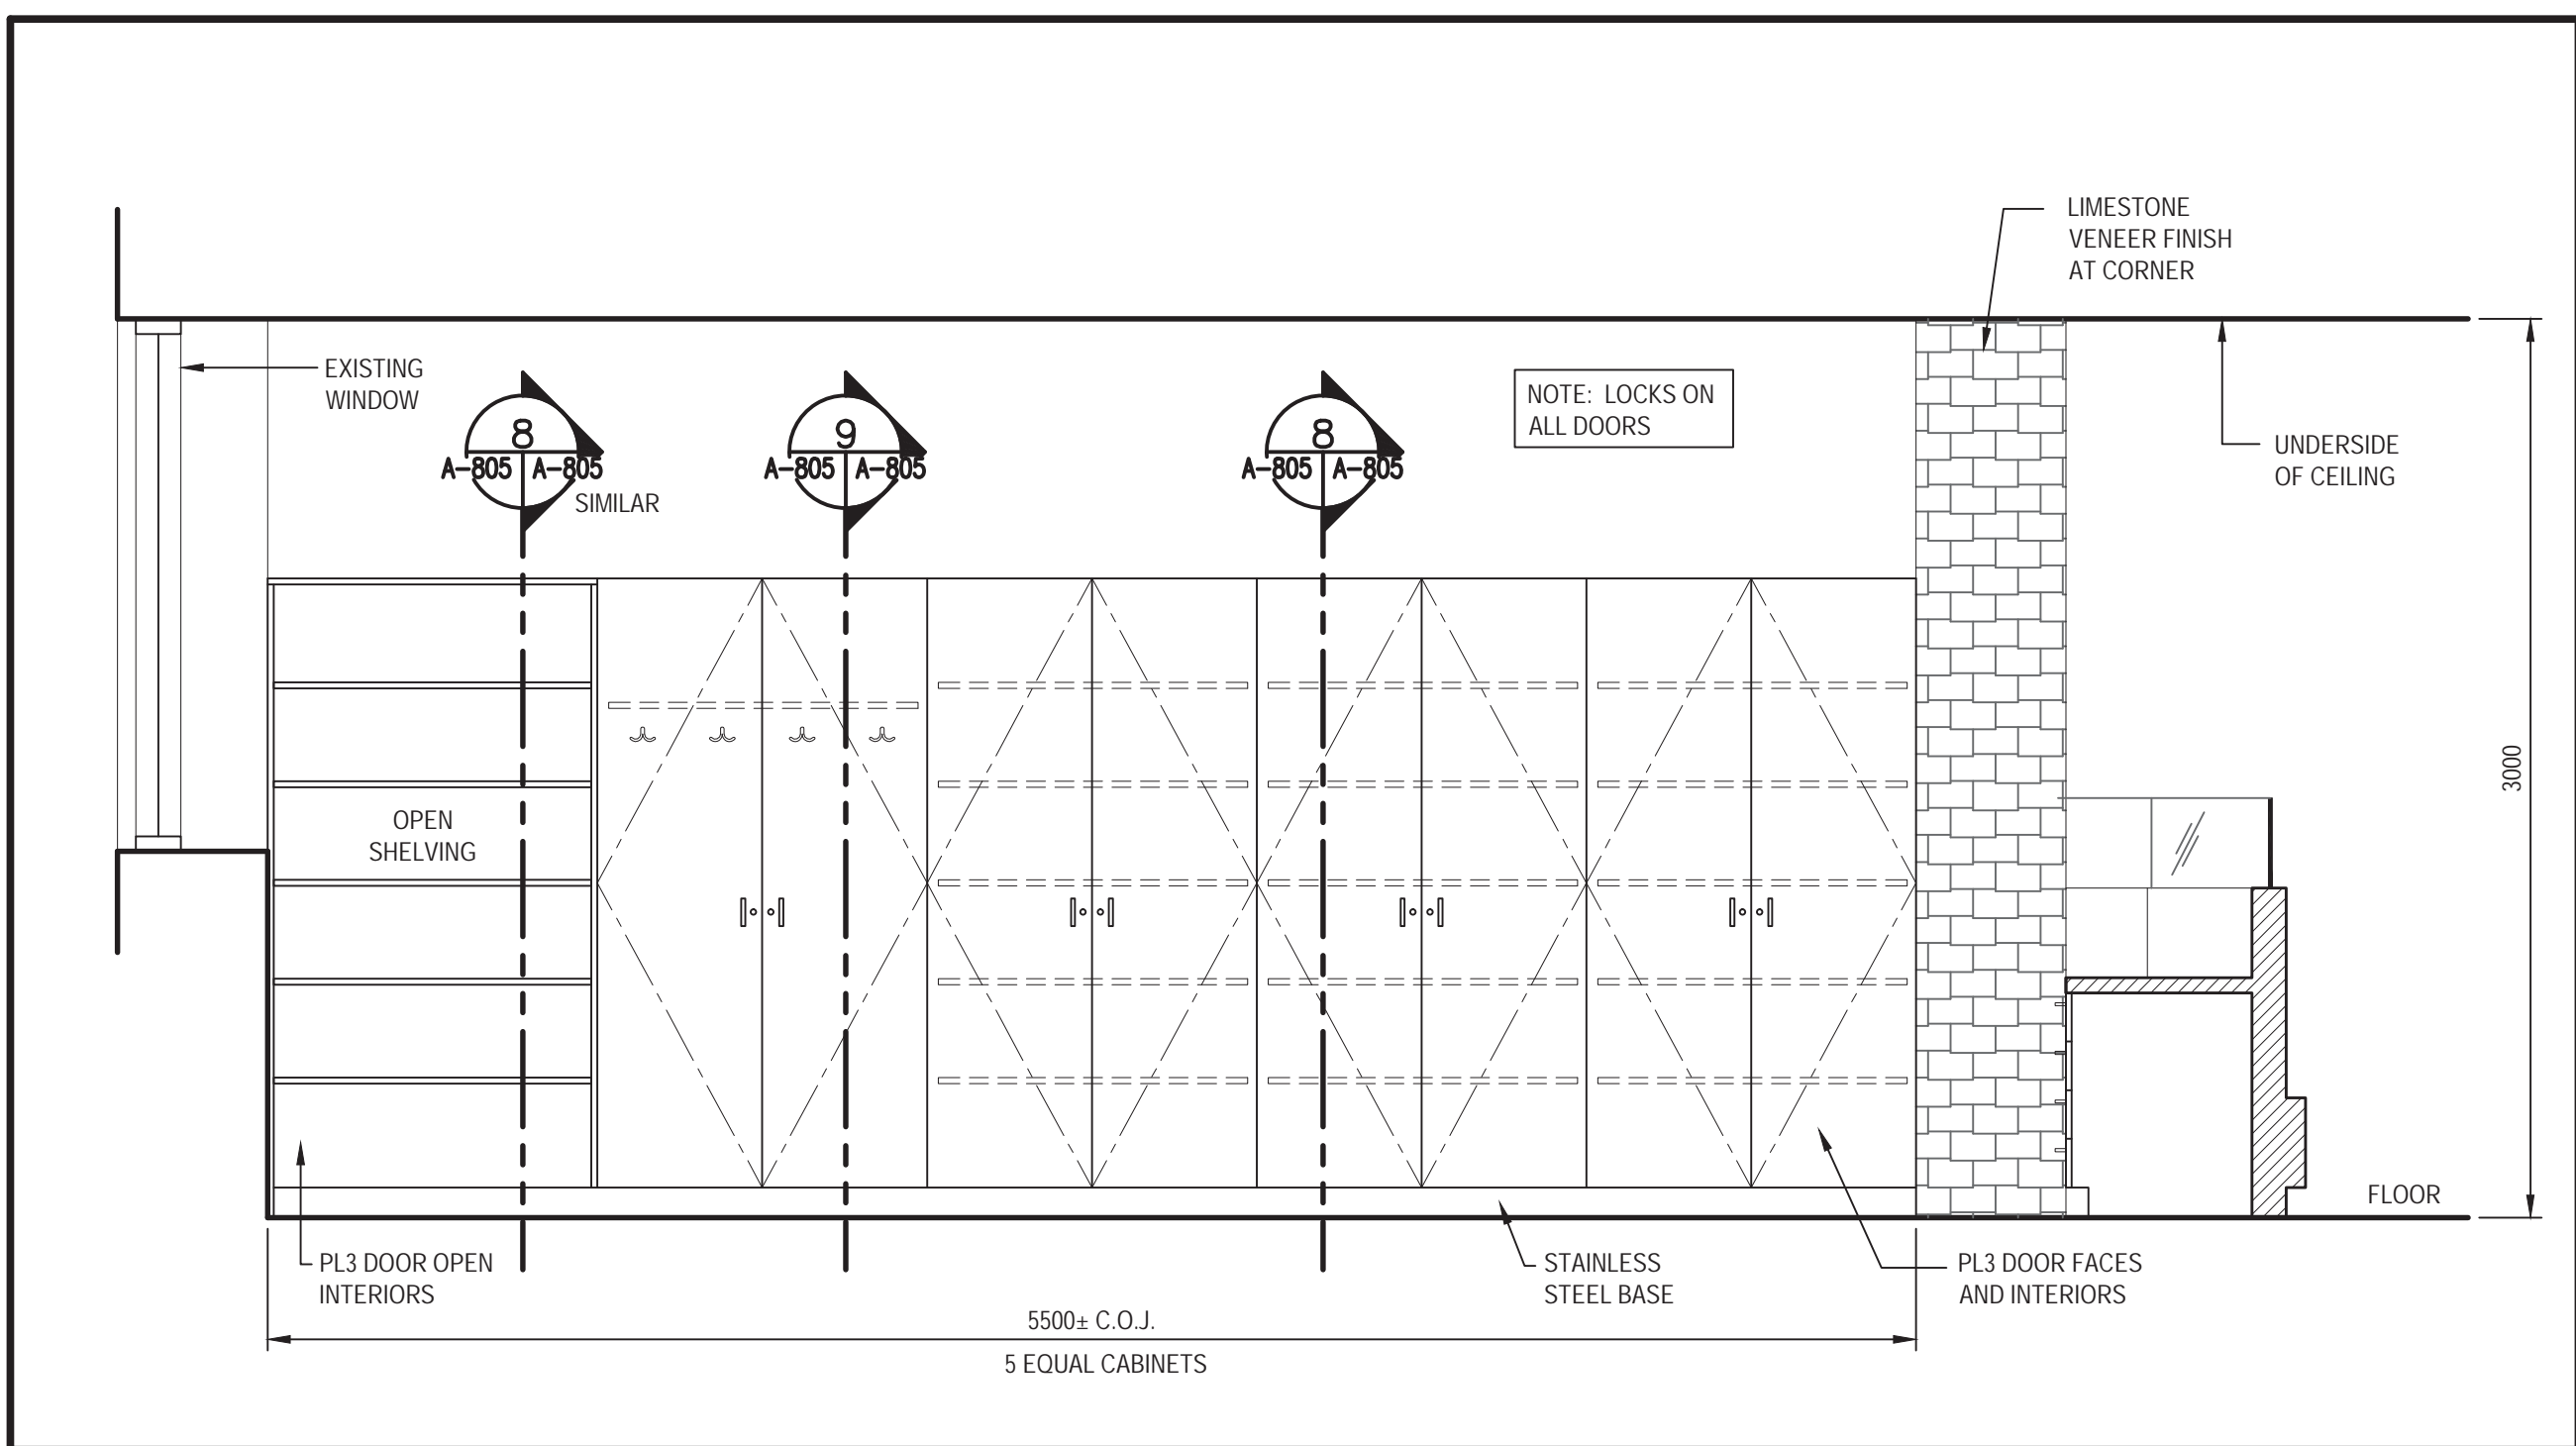 LIMESTONE
VENEER FINISH
AT CORNER
EXISTING
WINDOW
8
A-805 A-805
SIMILAR
9
A-805 A-805
8
A-805 A-805
NOTE: LOCKS ON
ALL DOORS
UNDERSIDE
OF CEILING
3000
OPEN
SHELVING
FLOOR
PL3 DOOR OPEN
INTERIORS
STAINLESS
STEEL BASE
PL3 DOOR FACES
AND INTERIORS
5500± C.O.J.
5 EQUAL CABINETS